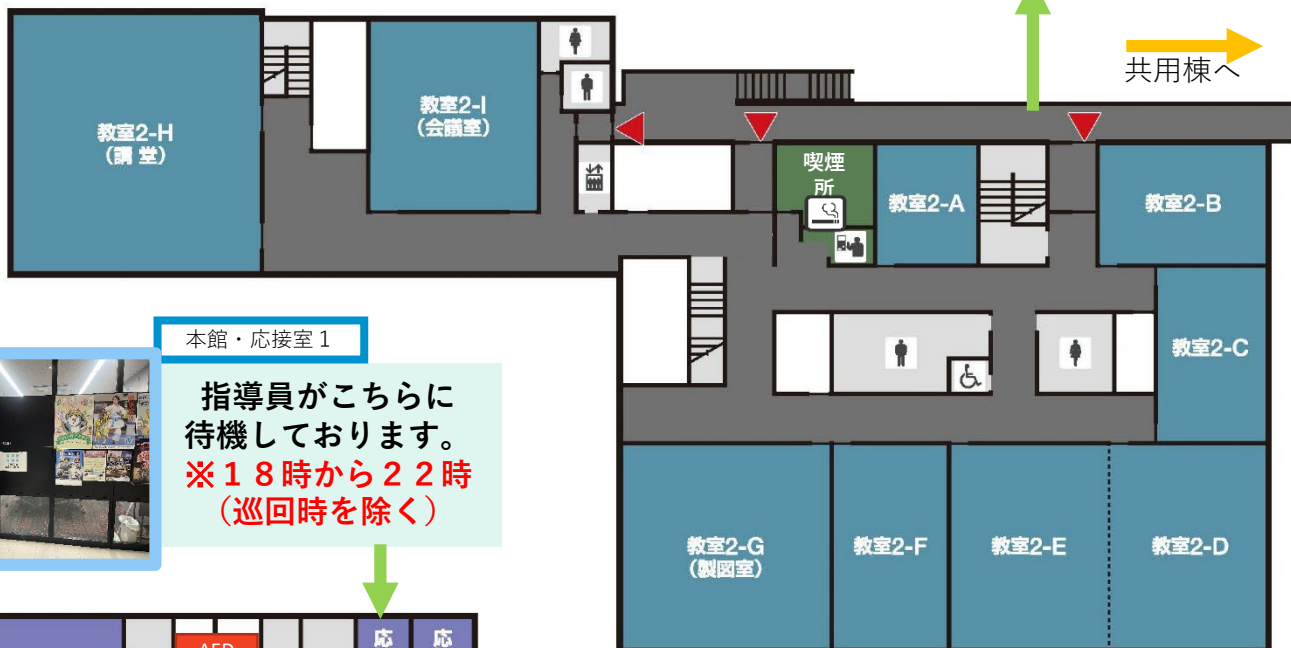 共用棟へ
教室2-H
(講 堂)
教室2-I
(会議室)
喫煙
所
教室2-A
教室2-B
教室2-C
本館・応接室１
指導員がこちらに
待機しております。
※１８時から２２時
（巡回時を除く）
教室2-G
(製図室)
教室2-F
教室2-E
教室2-D
AED
応
応